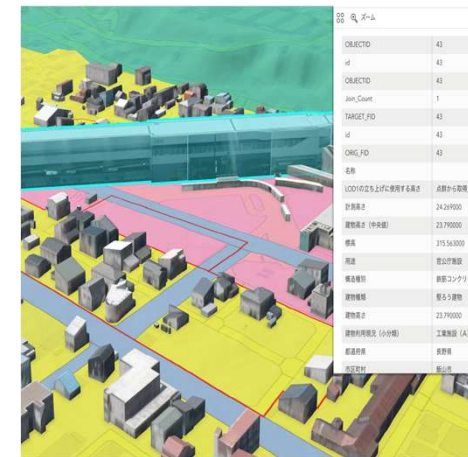 ズーム
OBJECTID 43
id 43
OBJECTID 43
Join_Count 1
TARGET_FID 43
id 43
ORIG_FID 43
名称
LOD1の立ち上げに使用する高さ 点群から取得
計測高さ 24.269000
建物高さ（中央値） 23.790000
標高 315.563000
用途 官公庁施設
構造種別 鉄筋コンクリ
建物種類 堅ろう建物
建物高さ 23.790000
建物利用現況（小分類） 工業施設（A
都道府県 長野県
市区町村 飯山市